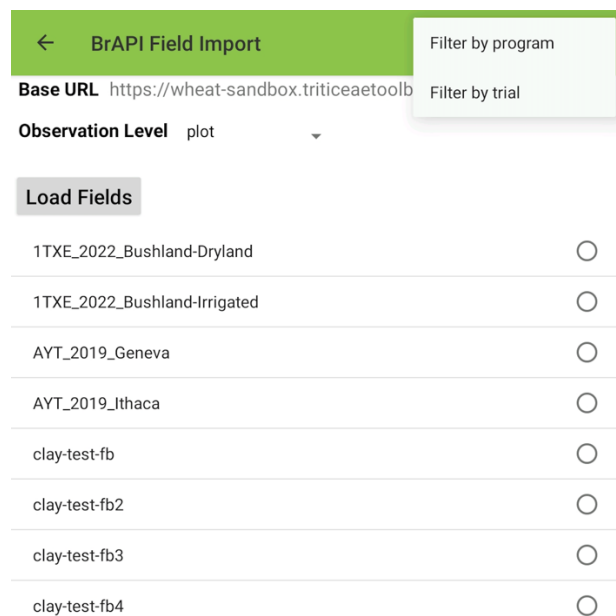 BrAPI Field Import
Filter by program
Base URL https://wheat-sandbox.triticeaetoolb
Filter by trial
Observation Level plot
Load Fields
1TXE_2022_Bushland-Dryland
1TXE_2022_Bushland-Irrigated
AYT_2019_Geneva
AYT_2019_Ithaca
clay-test-fb
clay-test-fb2
clay-test-fb3
clay-test-fb4